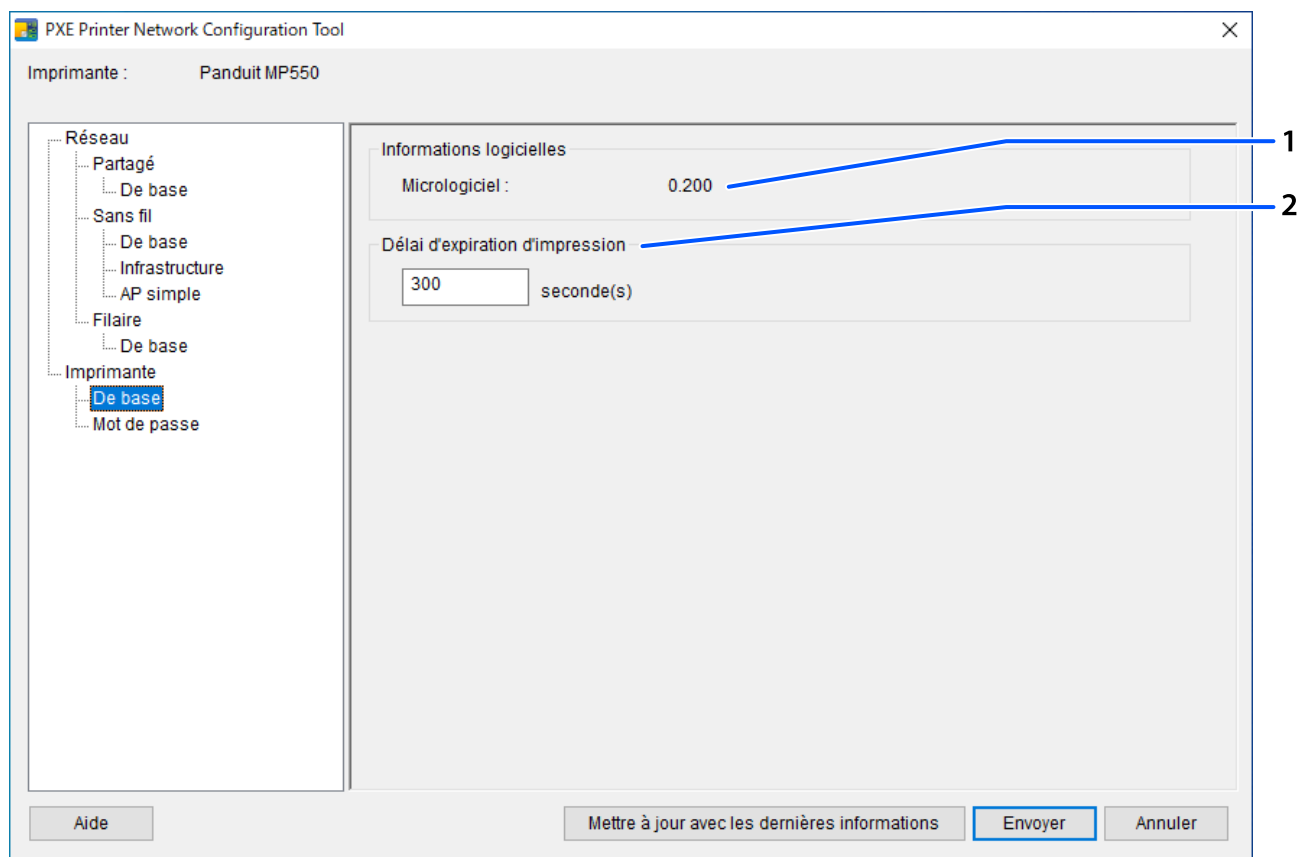 PXE Printer Network Configuration Tool
Imprimante : Panduit MP550
Réseau
Partagé
De base
Sans fil
De base
Infrastructure
AP simple
Filaire
De base
Imprimante
De base
Mot de passe
Informations logicielles
1
Micrologiciel : 0.200
2
Délai d'expiration d'impression
300 seconde(s)
Aide
Mettre à jour avec les dernières informations
Envoyer
Annuler